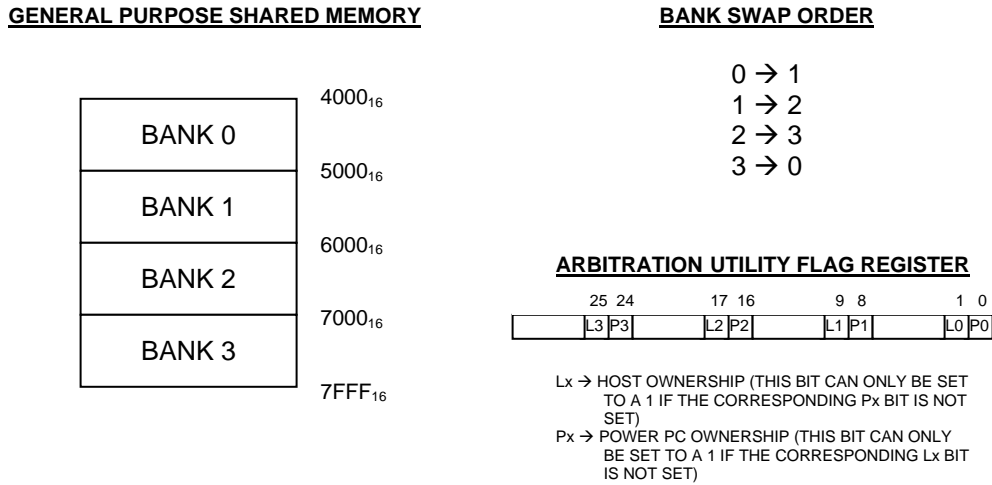 GENERAL PURPOSE SHARED MEMORY
4000₁₆
BANK 0
5000₁₆
BANK 1
6000₁₆
BANK 2
7000₁₆
BANK 3
7FFF₁₆
BANK SWAP ORDER
0 → 1
1 → 2
2 → 3
3 → 0
ARBITRATION UTILITY FLAG REGISTER
25 24 17 16 9 8 1 0
L3 P3 L2 P2 L1 P1 L0 P0
Lx → HOST OWNERSHIP (THIS BIT CAN ONLY BE SET
TO A 1 IF THE CORRESPONDING Px BIT IS NOT
SET)
Px → POWER PC OWNERSHIP (THIS BIT CAN ONLY
BE SET TO A 1 IF THE CORRESPONDING Lx BIT
IS NOT SET)